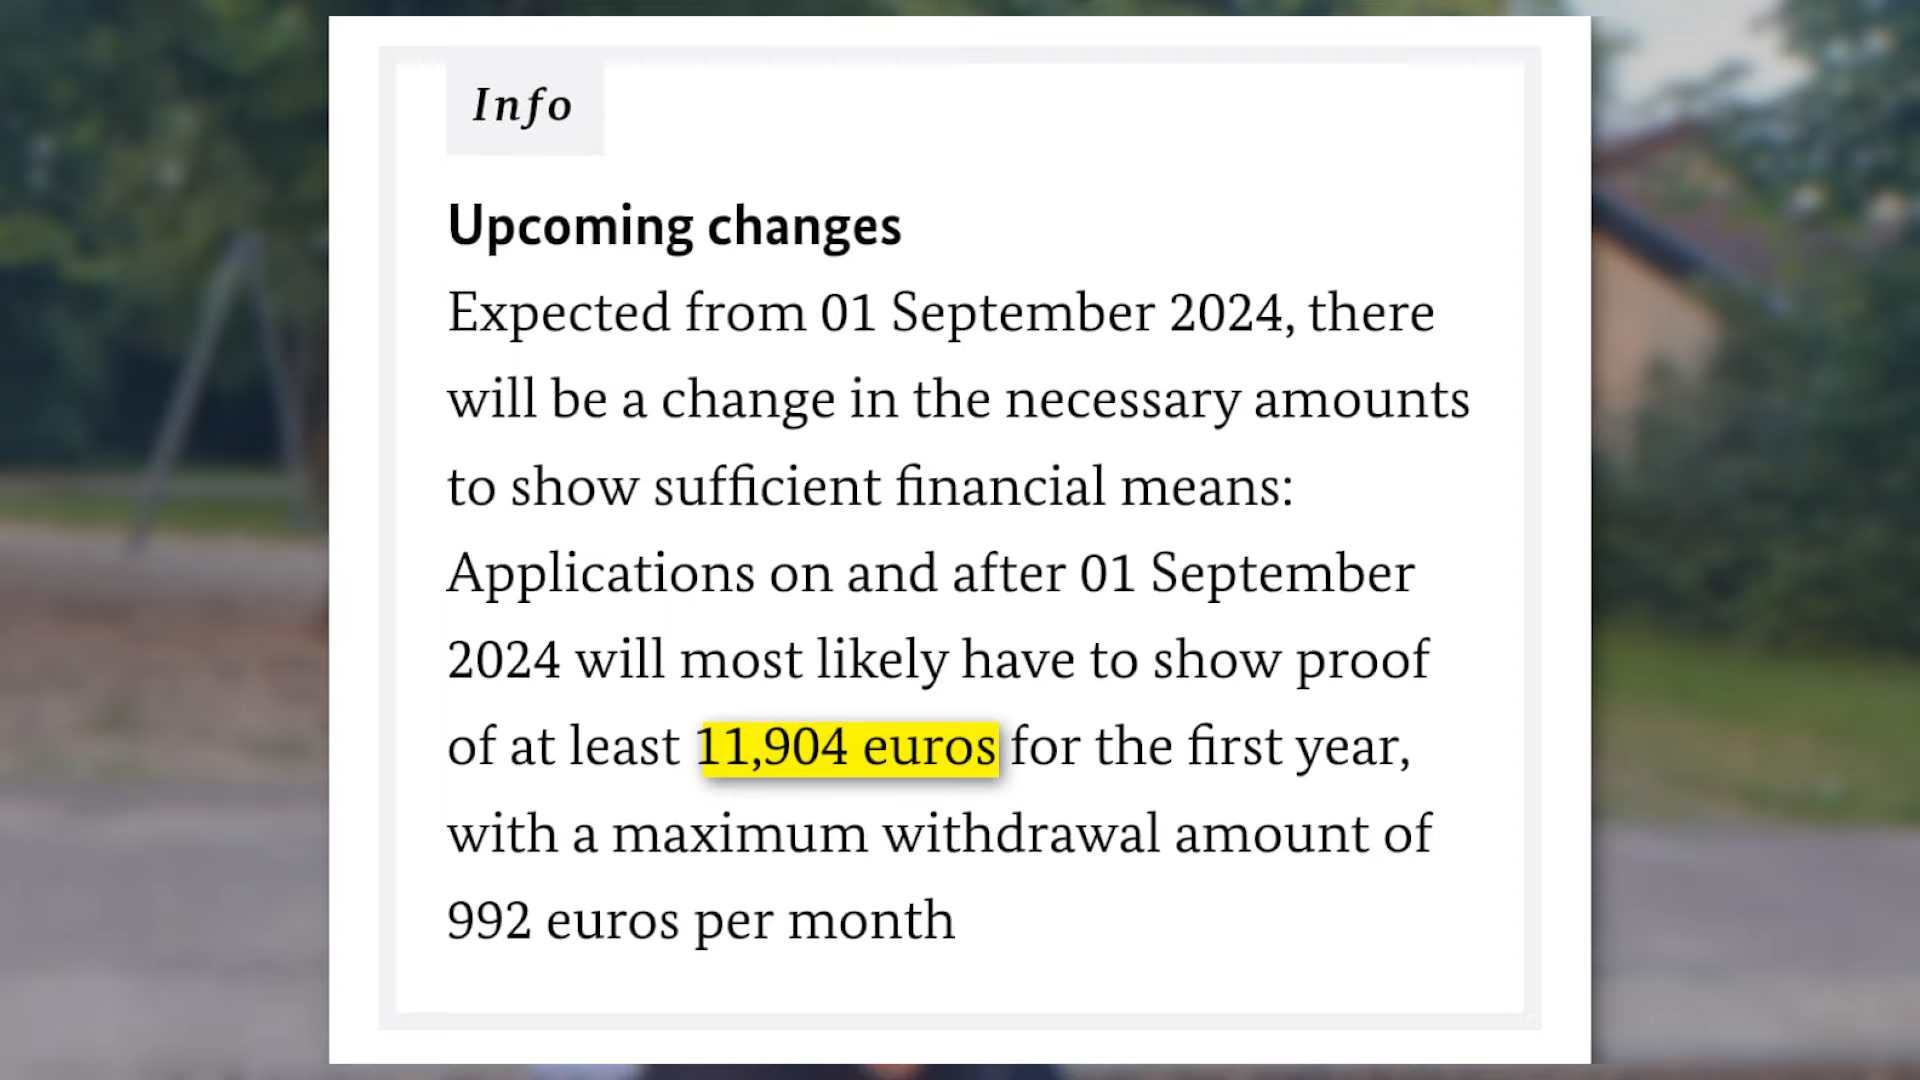 Info
Upcoming changes
Expected from 01 September 2024, there
will be a change in the necessary amounts
to show sufficient financial means:
Applications on and after 01 September
2024 will most likely have to show proof
of at least 11,904 euros for the first year,
with a maximum withdrawal amount of
992 euros per month